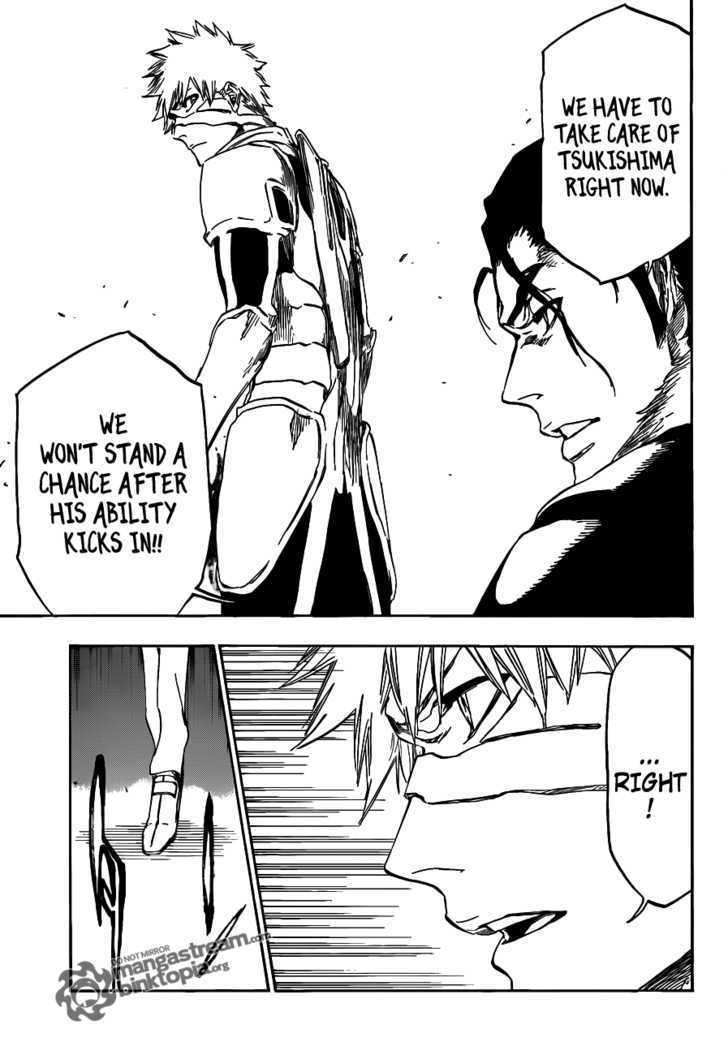 WE HAVE TO
TAKE CARE OF
TSUKISHIMA
RIGHT NOW.
WE
WON'T STAND A
CHANCE AFTER
HIS ABILITY
KICKS IN!!
...
RIGHT
!
DO NOT MIRROR
mangastream.com
binktopia.org